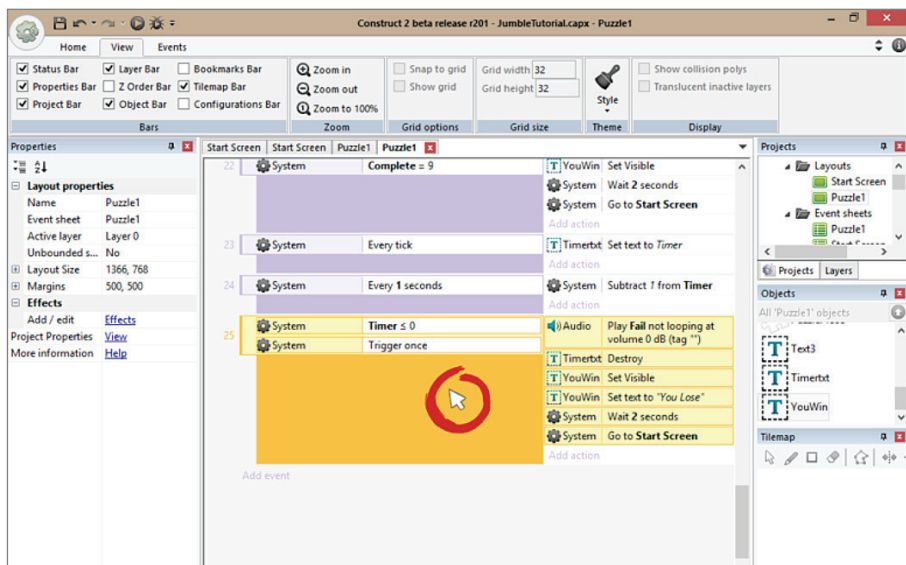 Construct 2 beta release r201 - JumbleTutorial.capx - Puzzle1
Home View Events
Status Bar Layer Bar Bookmarks Bar
Properties Bar Z Order Bar Tilemap Bar
Project Bar Object Bar Configurations Bar
Bars
Zoom in
Zoom out
Zoom to 100%
Zoom
Snap to grid
Show grid
Grid options
Grid width 32
Grid height 32
Grid size
Style
Theme
Show collision polys
Translucent inactive layers
Display
Properties
Layout properties
Name Puzzle1
Event sheet Puzzle1
Active layer Layer 0
Unbounded s... No
Layout Size 1366, 768
Margins 500, 500
Effects
Add / edit Effects
Project Properties View
More information Help
Start Screen Start Screen Puzzle1 Puzzle1
22 System Complete = 9 YouWin Set Visible
System Wait 2 seconds
System Go to Start Screen
Add action
23 System Every tick Timertxt Set text to Timer
Add action
24 System Every 1 seconds System Subtract 1 from Timer
Add action
25 System Timer ≤ 0 Audio Play Fail not looping at
volume 0 dB (tag "")
System Trigger once
Timertxt Destroy
YouWin Set Visible
YouWin Set text to "You Lose"
System Wait 2 seconds
System Go to Start Screen
Add action
Add event
Projects
Layouts
Start Screen
Puzzle1
Event sheets
Puzzle1
Projects Layers
Objects
All 'Puzzle1' objects
Text3
Timertxt
YouWin
Tilemap